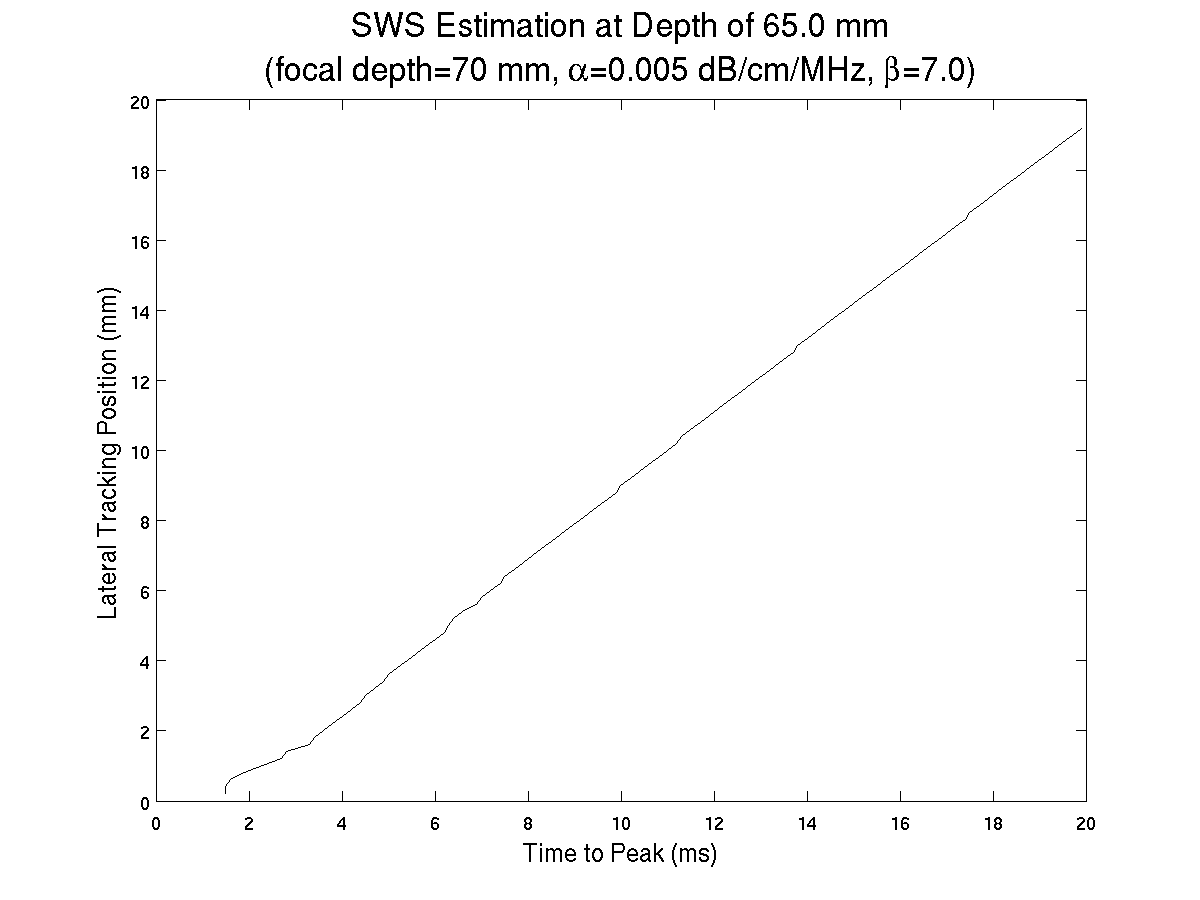 SWS Estimation at Depth of 65.0 mm
(focal depth=70 mm, α=0.005 dB/cm/MHz, β=7.0)
20
18
16
14
12
10
8
6
4
2
0
Lateral Tracking Position (mm)
0 2 4 6 8 10 12 14 16 18 20
Time to Peak (ms)